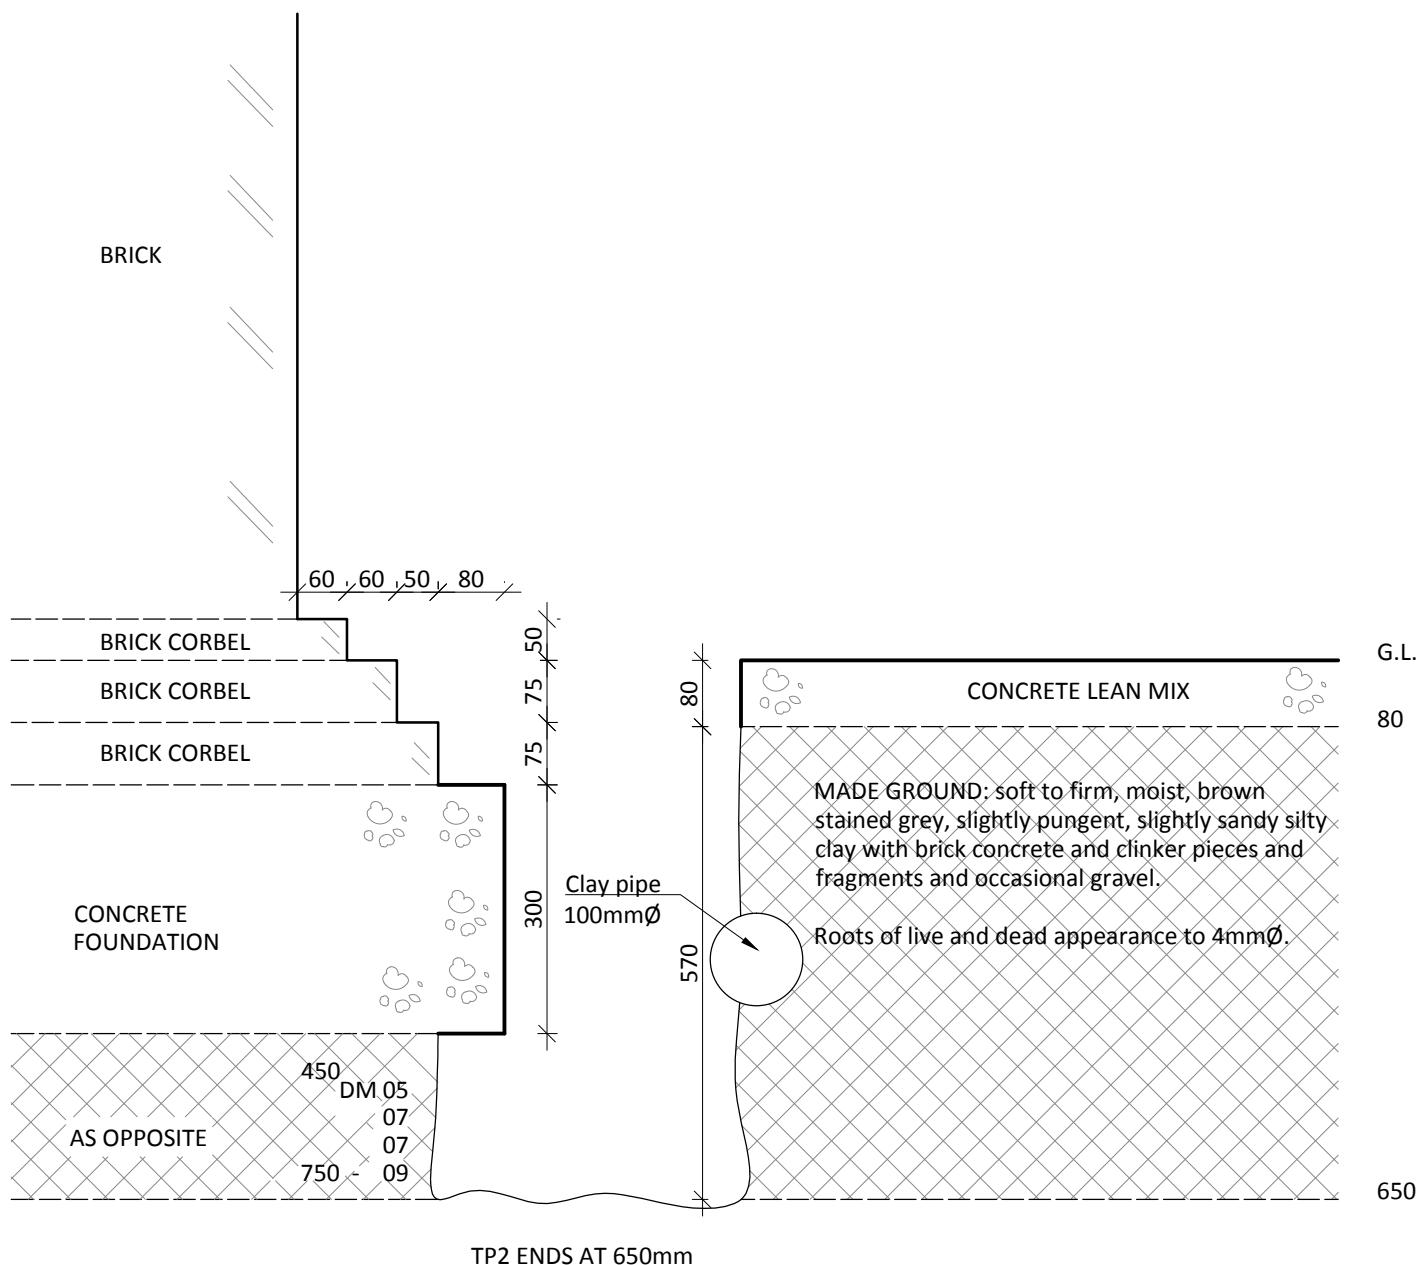 BRICK
60 60 50 80
BRICK CORBEL
BRICK CORBEL
BRICK CORBEL
50
75
75
300
CONCRETE
FOUNDATION
Clay pipe
100mmØ
80
570
G.L.
CONCRETE LEAN MIX
80
MADE GROUND: soft to firm, moist, brown
stained grey, slightly pungent, slightly sandy silty
clay with brick concrete and clinker pieces and
fragments and occasional gravel.
Roots of live and dead appearance to 4mmØ.
450
DM 05
07
AS OPPOSITE 07
750 - 09
650
TP2 ENDS AT 650mm